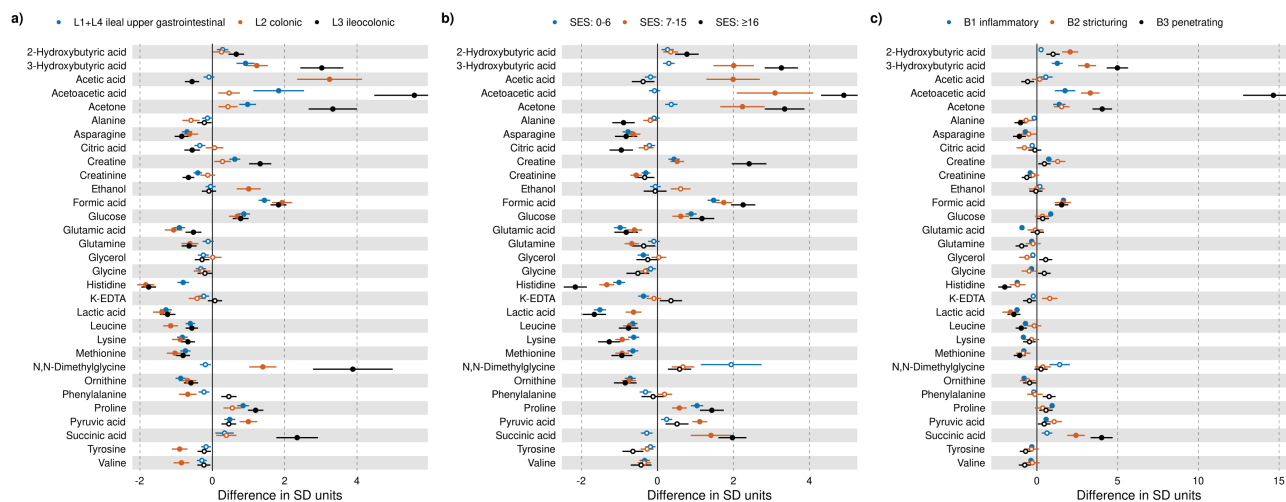 a)
L1+L4 ileal upper gastrointestinal L2 colonic L3 ileocolonic
2-Hydroxybutyric acid
3-Hydroxybutyric acid
Acetic acid
Acetoacetic acid
Acetone
Alanine
Asparagine
Citric acid
Creatine
Creatinine
Ethanol
Formic acid
Glucose
Glutamic acid
Glutamine
Glycerol
Glycine
Histidine
K-EDTA
Lactic acid
Leucine
Lysine
Methionine
N,N-Dimethylglycine
Ornithine
Phenylalanine
Proline
Pyruvic acid
Succinic acid
Tyrosine
Valine
-2 0 2 4
Difference in SD units
b)
SES: 0-6 SES: 7-15 SES: ≥16
2-Hydroxybutyric acid
3-Hydroxybutyric acid
Acetic acid
Acetoacetic acid
Acetone
Alanine
Asparagine
Citric acid
Creatine
Creatinine
Ethanol
Formic acid
Glucose
Glutamic acid
Glutamine
Glycerol
Glycine
Histidine
K-EDTA
Lactic acid
Leucine
Lysine
Methionine
N,N-Dimethylglycine
Ornithine
Phenylalanine
Proline
Pyruvic acid
Succinic acid
Tyrosine
Valine
-2 0 2 4
Difference in SD units
c)
B1 inflammatory B2 stricturing B3 penetrating
2-Hydroxybutyric acid
3-Hydroxybutyric acid
Acetic acid
Acetoacetic acid
Acetone
Alanine
Asparagine
Citric acid
Creatine
Creatinine
Ethanol
Formic acid
Glucose
Glutamic acid
Glutamine
Glycerol
Glycine
Histidine
K-EDTA
Lactic acid
Leucine
Lysine
Methionine
N,N-Dimethylglycine
Ornithine
Phenylalanine
Proline
Pyruvic acid
Succinic acid
Tyrosine
Valine
0 5 10 15
Difference in SD units